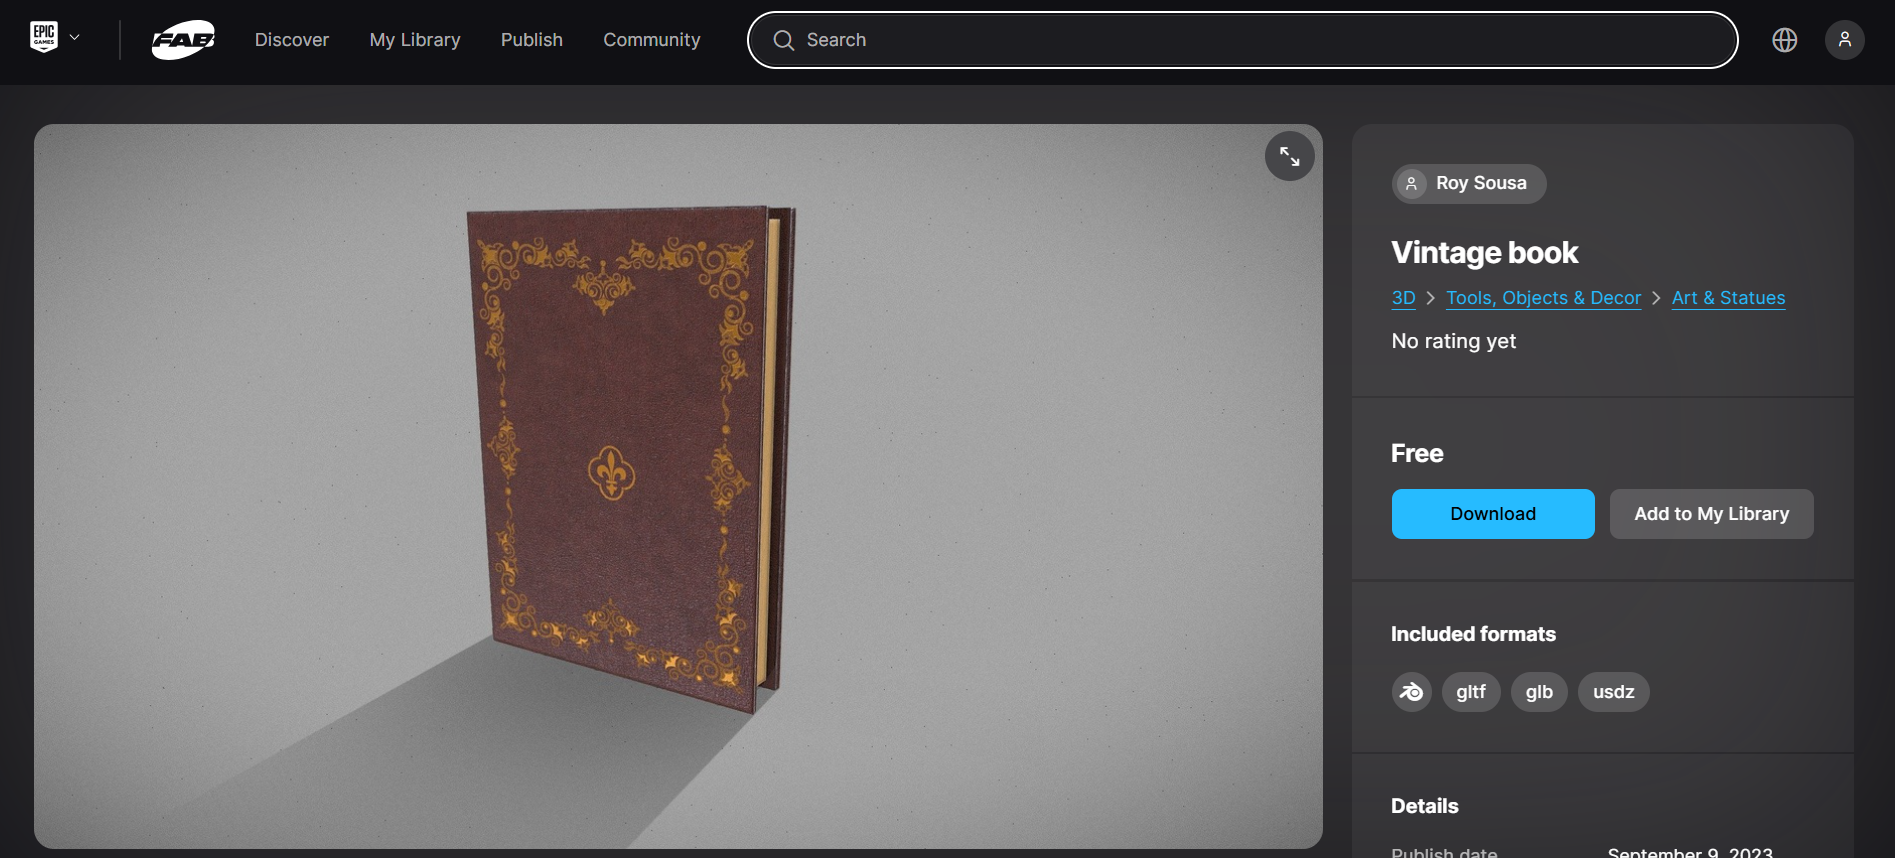 EPIC
GAMES
FAB
Discover
My Library
Publish
Community
Search
Roy Sousa
Vintage book
3D > Tools, Objects & Decor > Art & Statues
No rating yet
Free
Download
Add to My Library
Included formats
gltf
glb
usdz
Details
Publish date
September 9, 2023